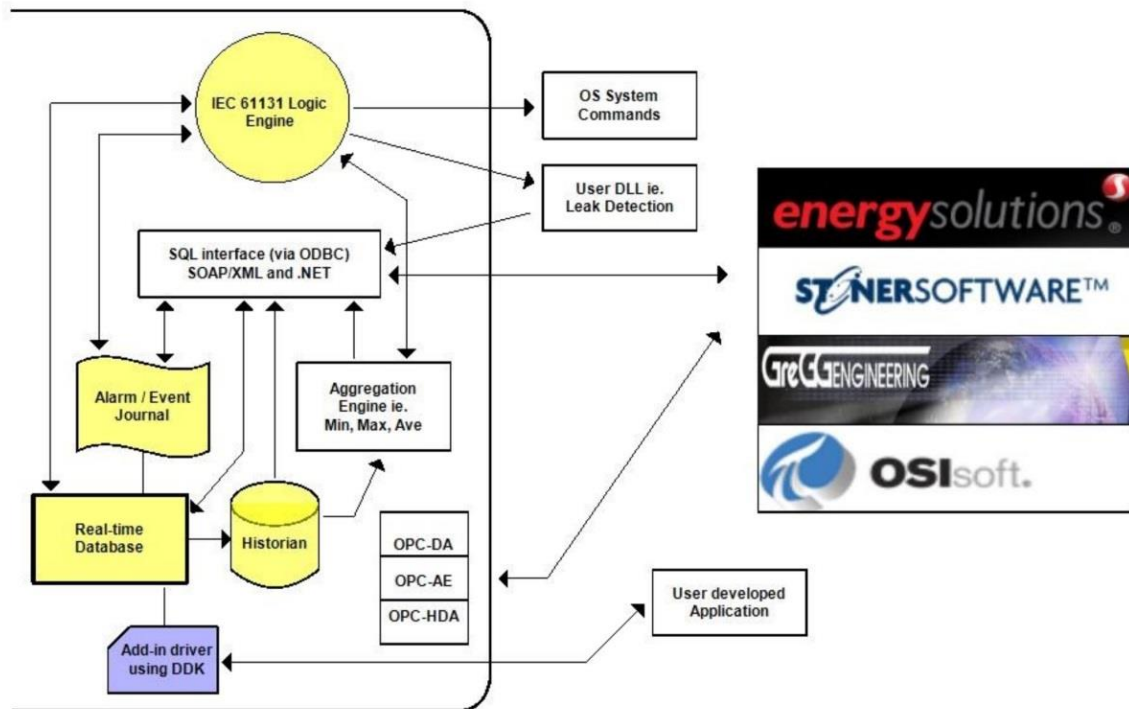 IEC 61131 Logic
Engine
OS System
Commands
User DLL ie.
Leak Detection
SQL interface (via ODBC)
SOAP/XML and .NET
Alarm / Event
Journal
Aggregation
Engine ie.
Min, Max, Ave
Real-time
Database
Historian
OPC-DA
OPC-AE
OPC-HDA
Add-in driver
using DDK
User developed
Application
energysolutions®
STONERSOFTWARE™
GREGG ENGINEERING
OSIsoft.